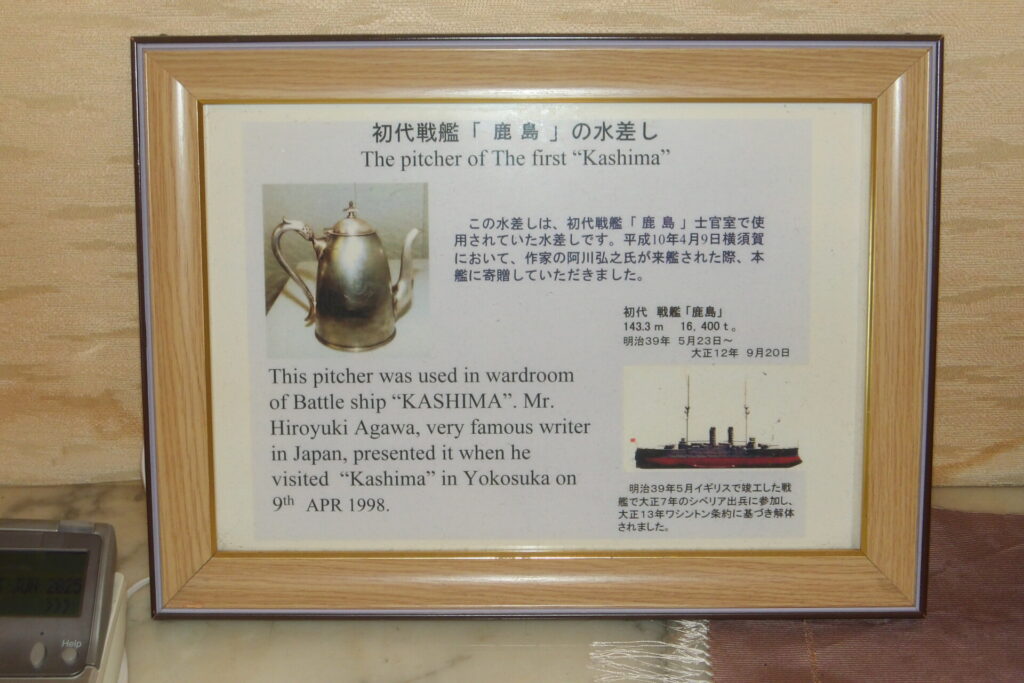 初代戦艦「 鹿 島 」の水差し
The pitcher of The first “Kashima”
この水差しは、初代戦艦「 鹿 島 」士官室で使
用されていた水差しです。平成10年4月9日横須賀
において、作家の阿川弘之氏が来艦された際、本
艦に寄贈していただきました。
初代 戦艦「鹿島」
143.3ｍ 16,400ｔ。
明治39年 5月23日～
大正12年 9月20日
This pitcher was used in wardroom
of Battle ship “KASHIMA”. Mr.
Hiroyuki Agawa, very famous writer
in Japan, presented it when he
visited “Kashima” in Yokosuka on
9th APR 1998.
明治39年5月イギリスで竣工した戦
艦で大正7年のシベリア出兵に参加し、
大正13年ワシントン条約に基づき解体
されました。
JUN 2025
>>>
Help